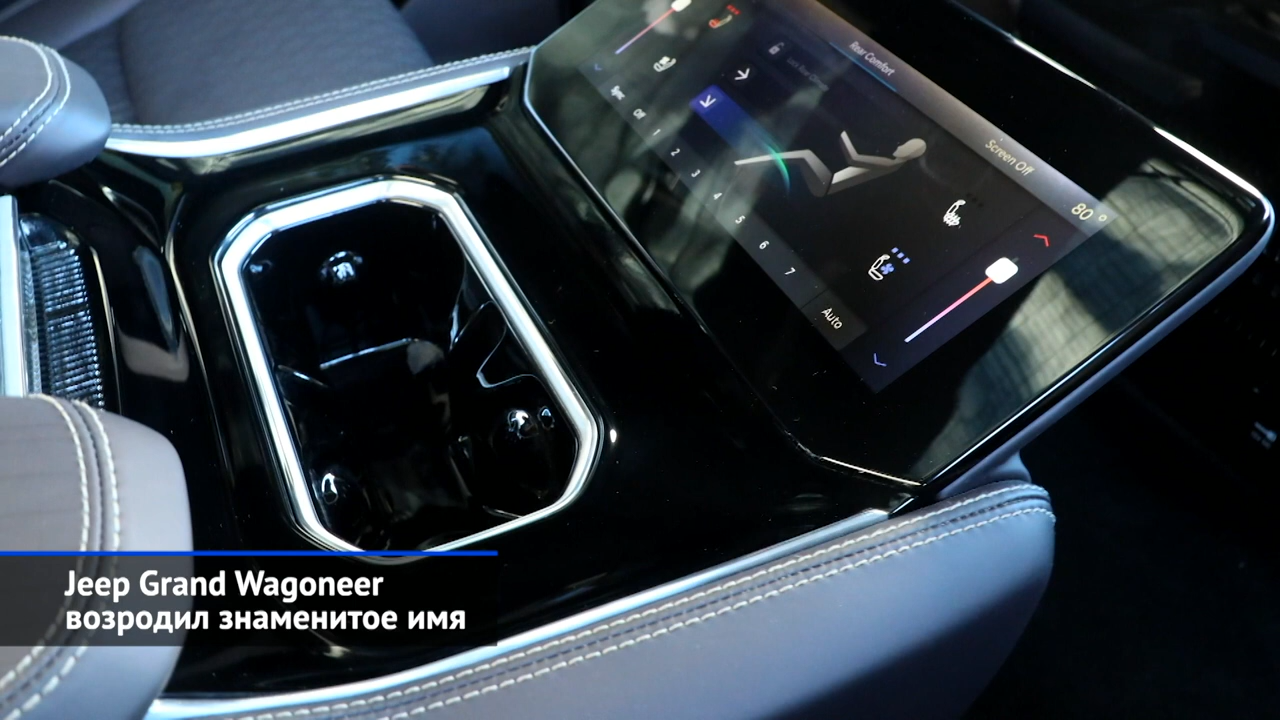 Rear Comfort
Screen Off
80°
Sync
Off
1
2
3
4
5
6
7
Auto
Jeep Grand Wagoneer
возродил знаменитое имя